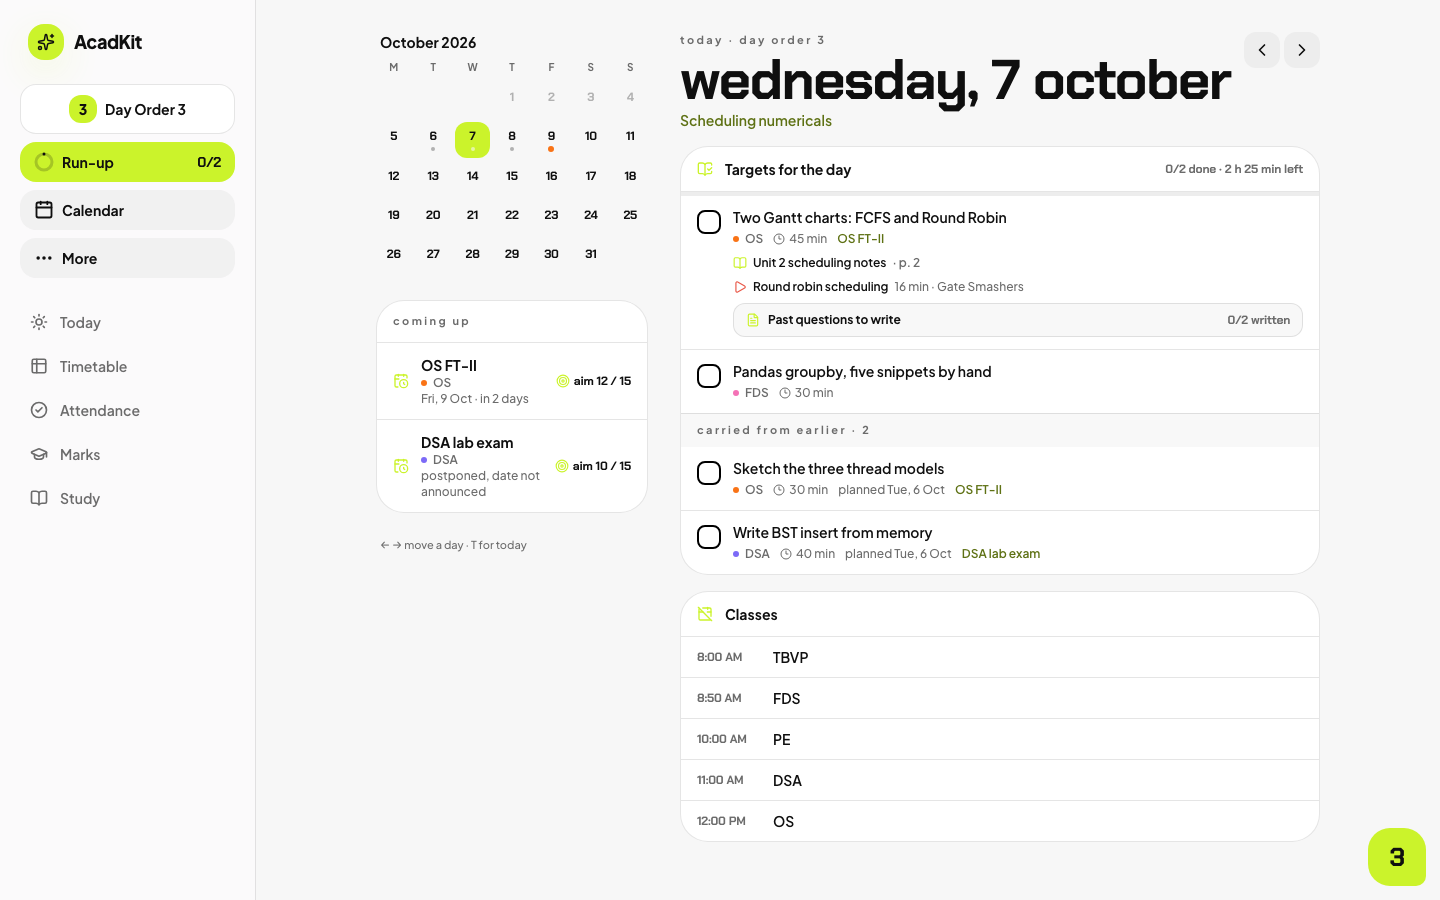 AcadKit
3 Day Order 3
Run-up 0/2
Calendar
More
Today
Timetable
Attendance
Marks
Study
October 2026
M T W T F S S
1 2 3 4
5 6 7 8 9 10 11
12 13 14 15 16 17 18
19 20 21 22 23 24 25
26 27 28 29 30 31
coming up
OS FT-II
OS
Fri, 9 Oct · in 2 days
aim 12 / 15
DSA lab exam
DSA
postponed, date not
announced
aim 10 / 15
← → move a day · T for today
today · day order 3
wednesday, 7 october
Scheduling numericals
Targets for the day 0/2 done · 2 h 25 min left
Two Gantt charts: FCFS and Round Robin
OS 45 min OS FT-II
Unit 2 scheduling notes · p. 2
Round robin scheduling 16 min · Gate Smashers
Past questions to write 0/2 written
Pandas groupby, five snippets by hand
FDS 30 min
carried from earlier · 2
Sketch the three thread models
OS 30 min planned Tue, 6 Oct OS FT-II
Write BST insert from memory
DSA 40 min planned Tue, 6 Oct DSA lab exam
Classes
8:00 AM TBVP
8:50 AM FDS
10:00 AM PE
11:00 AM DSA
12:00 PM OS
3